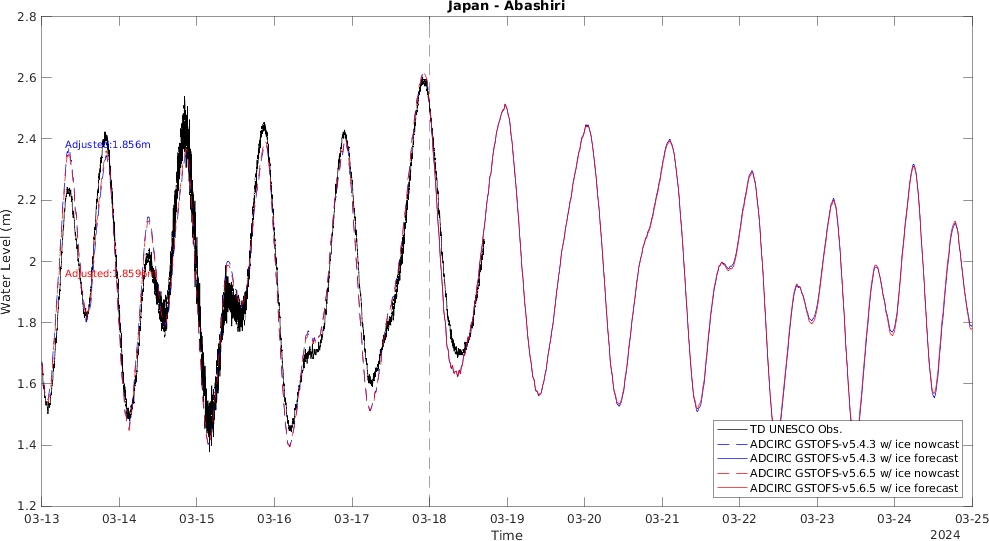 Japan - Abashiri
2.8
2.6
2.4
2.2
2
1.8
1.6
1.4
1.2
Water Level (m)
Adjusted:1.856m
Adjusted:1.859m
TD UNESCO Obs.
ADCIRC GSTOFS-v5.4.3 w/ ice nowcast
ADCIRC GSTOFS-v5.4.3 w/ ice forecast
ADCIRC GSTOFS-v5.6.5 w/ ice nowcast
ADCIRC GSTOFS-v5.6.5 w/ ice forecast
03-13 03-14 03-15 03-16 03-17 03-18 03-19 03-20 03-21 03-22 03-23 03-24 03-25
Time
2024